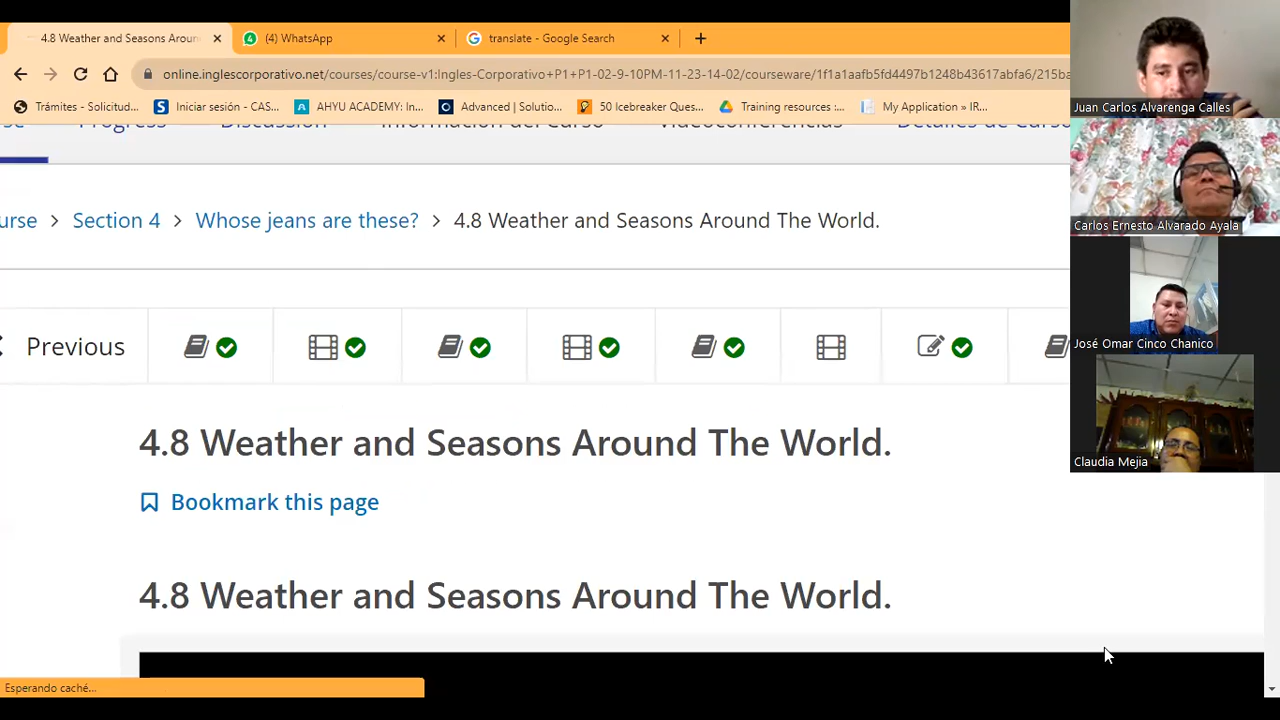 4.8 Weather and Seasons Aroun
(4) WhatsApp
translate - Google Search
online.inglescorporativo.net/courses/course-v1:Ingles-Corporativo+P1+P1-02-9-10PM-11-23-14-02/courseware/1f1a1aafb5fd4497b1248b43617abfa6/215ba
Trámites - Solicitud...
Iniciar sesión - CAS...
AHYU ACADEMY: In...
Advanced | Solutio...
50 Icebreaker Ques...
Training resources :...
My Application » IR...
Progress
Discussion
Información del Curso
Videoconferencias
Detalles de Curso
urse > Section 4 > Whose jeans are these? > 4.8 Weather and Seasons Around The World.
Previous
4.8 Weather and Seasons Around The World.
Bookmark this page
4.8 Weather and Seasons Around The World.
Esperando caché...
Juan Carlos Alvarenga Calles
Carlos Ernesto Alvarado Ayala
José Omar Cinco Chanico
Claudia Mejia